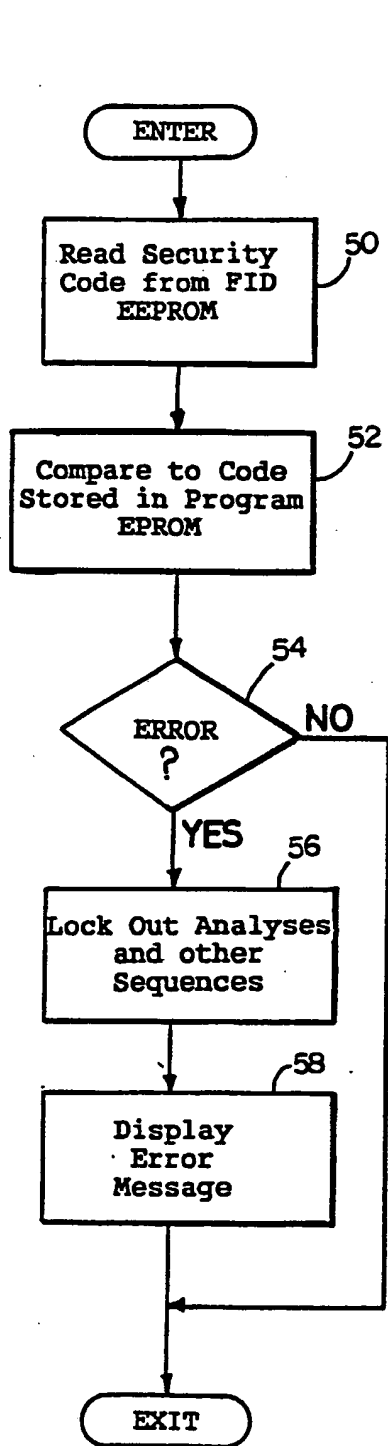 ENTER
Read Security
Code from FID
EEPROM
50
Compare to Code
Stored in Program
EPROM
52
54
ERROR
?
NO
YES
56
Lock Out Analyses
and other
Sequences
58
Display
Error
Message
EXIT